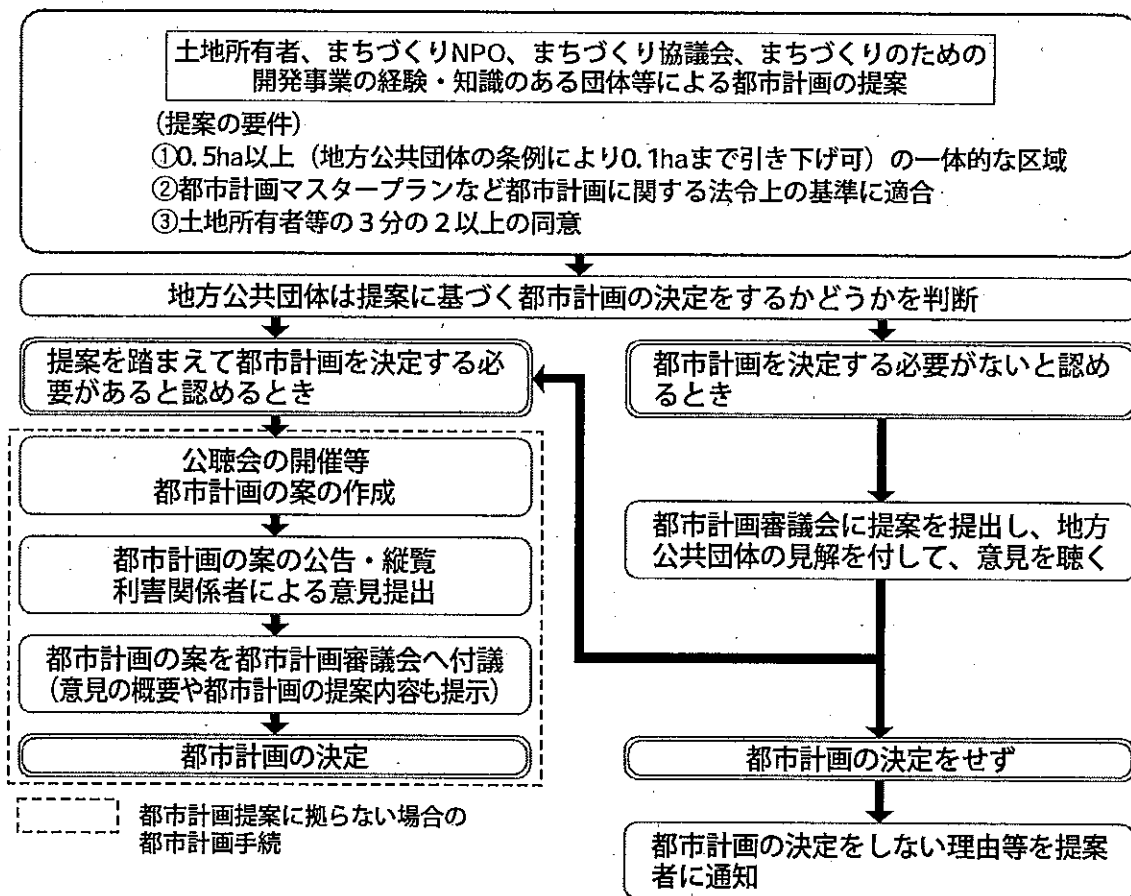 土地所有者、まちづくりNPO、まちづくり協議会、まちづくりのための
開発事業の経験・知識のある団体等による都市計画の提案
(提案の要件)
①0.5ha以上（地方公共団体の条例により0.1haまで引き下げ可）の一体的な区域
②都市計画マスタープランなど都市計画に関する法令上の基準に適合
③土地所有者等の３分の２以上の同意
地方公共団体は提案に基づく都市計画の決定をするかどうかを判断
提案を踏まえて都市計画を決定する必
要があると認めるとき
公聴会の開催等
都市計画の案の作成
都市計画の案の公告・縦覧
利害関係者による意見提出
都市計画の案を都市計画審議会へ付議
(意見の概要や都市計画の提案内容も提示)
都市計画の決定
都市計画提案に拠らない場合の
都市計画手続
都市計画を決定する必要がないと認め
るとき
都市計画審議会に提案を提出し、地方
公共団体の見解を付して、意見を聴く
都市計画の決定をせず
都市計画の決定をしない理由等を提案
者に通知